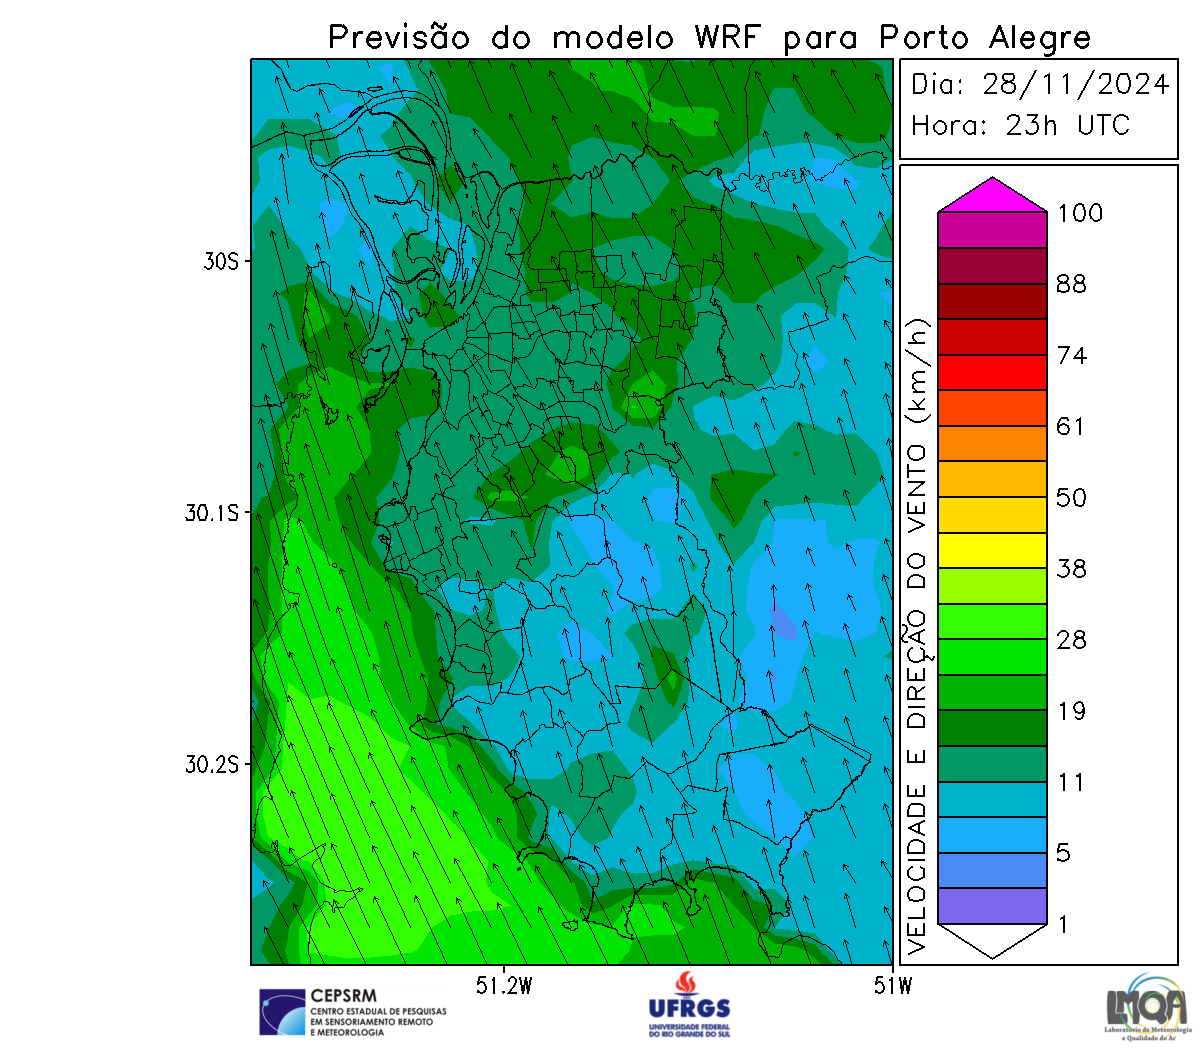 Previsão do modelo WRF para Porto Alegre
Dia: 28/11/2024
Hora: 23h UTC
VELOCIDADE E DIREÇÃO DO VENTO (km/h)
100
88
74
61
50
38
28
19
11
5
1
30S
30.1S
30.2S
51.2W
51W
CEPSRM
CENTRO ESTADUAL DE PESQUISAS
EM SENSORIAMENTO REMOTO
E METEOROLOGIA
UFRGS
UNIVERSIDADE FEDERAL
DO RIO GRANDE DO SUL
LMQA
Laboratório de Meteorologia
e Qualidade do Ar